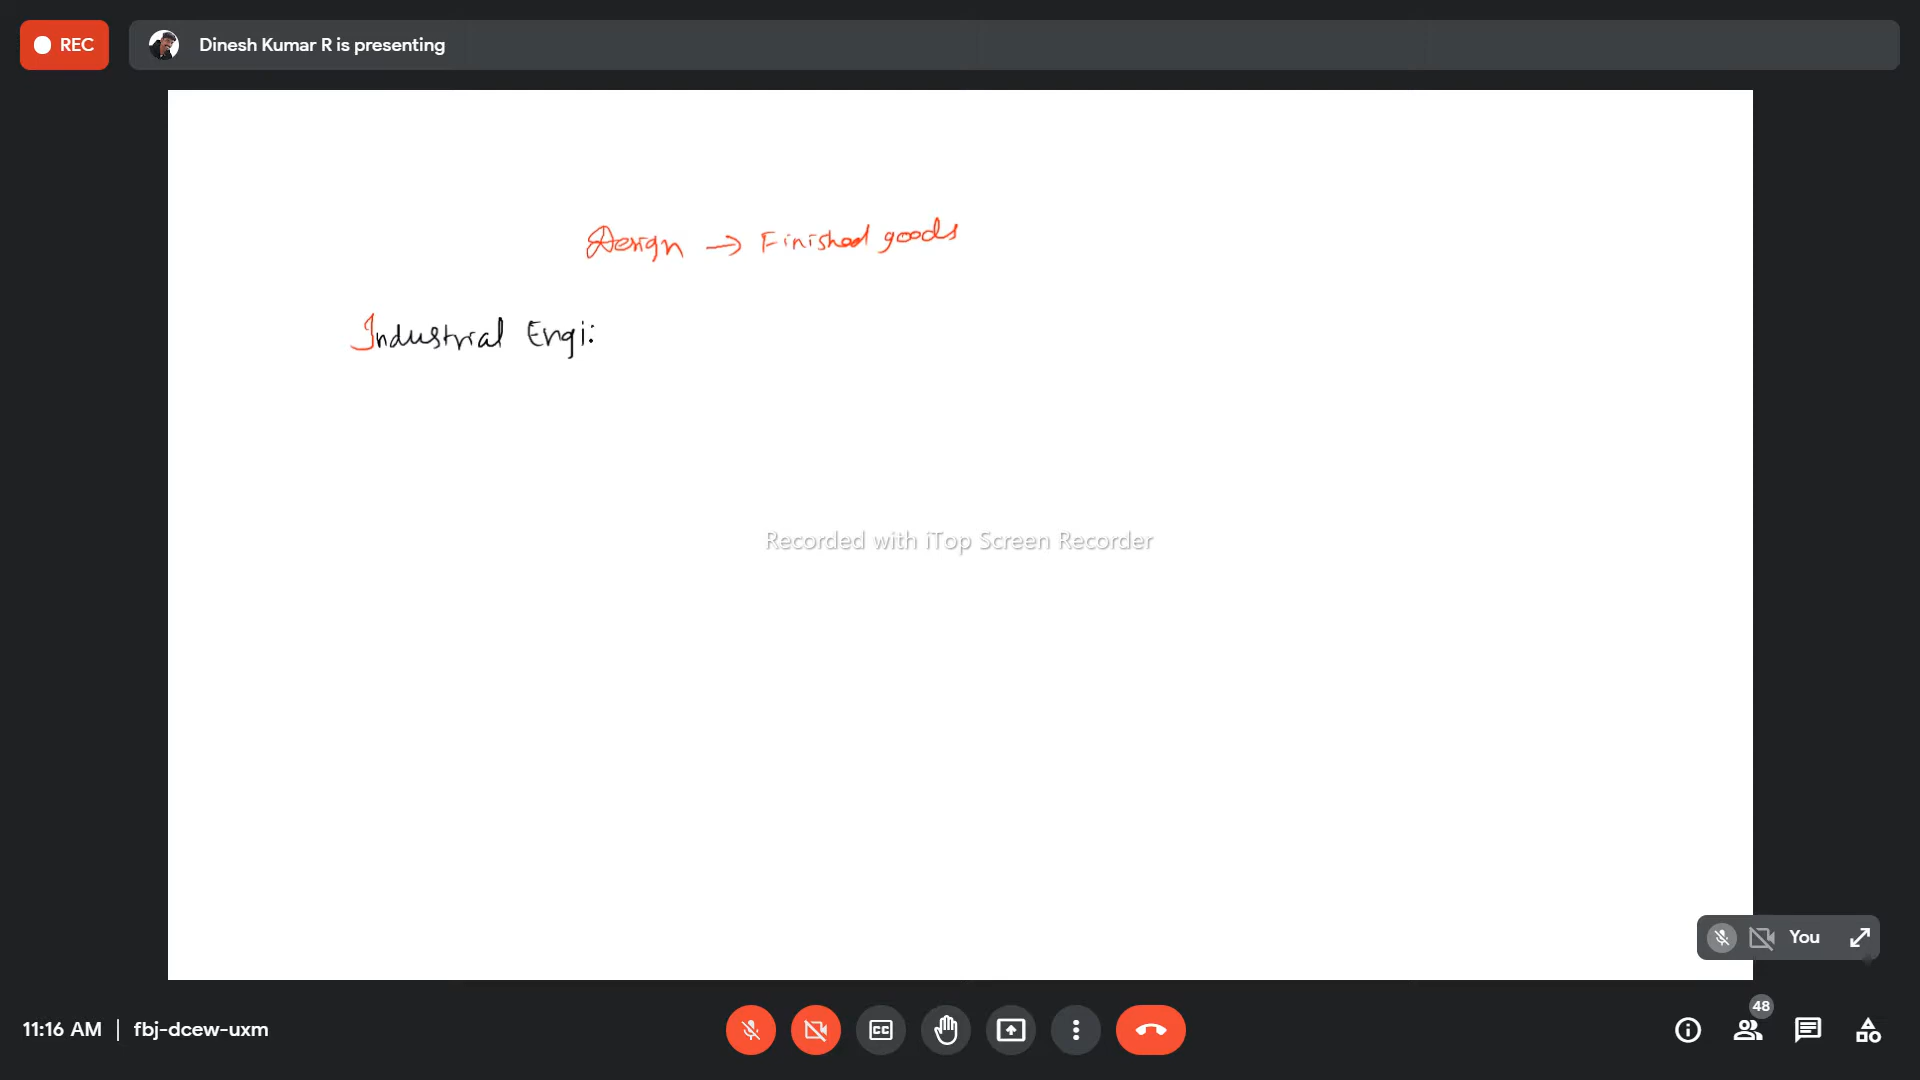 REC
Dinesh Kumar R is presenting
Design → Finished goods
Industrial Engi:
Recorded with iTop Screen Recorder
You
48
11:16 AM | fbj-dcew-uxm
CC